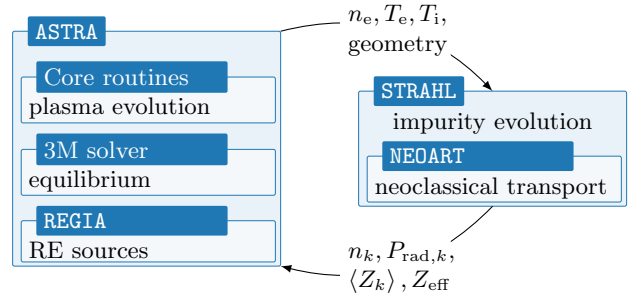 ASTRA
Core routines
plasma evolution
3M solver
equilibrium
REGIA
RE sources
n_e, T_e, T_i,
geometry
STRAHL
impurity evolution
NEOART
neoclassical transport
n_k, P_rad,k,
⟨Z_k⟩, Z_eff